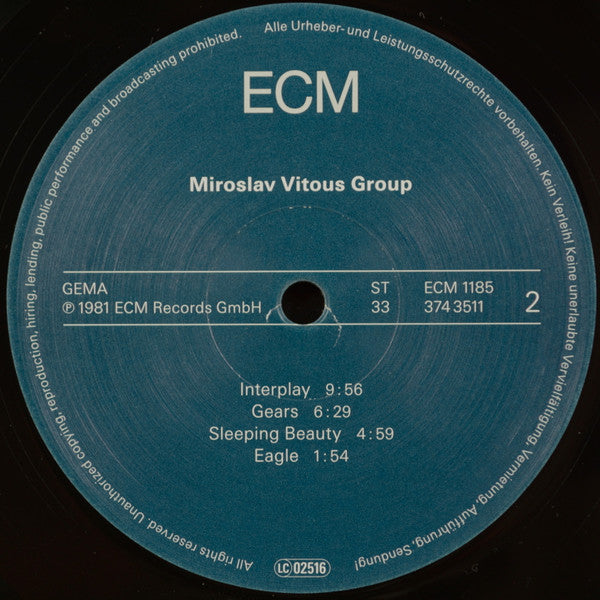 Alle Urheber- und Leistungsschutzrechte vorbehalten. Kein Verleih! Keine unerlaubte Vervielfältigung, Vermietung, Aufführung, Sendung!
ECM
Miroslav Vitous Group
GEMA ST ECM 1185
℗ 1981 ECM Records GmbH 33 374 3511 2
Interplay 9:56
Gears 6:29
Sleeping Beauty 4:59
Eagle 1:54
LC 02516
All rights reserved. Unauthorized copying, reproduction, hiring, lending, public performance and broadcasting prohibited.